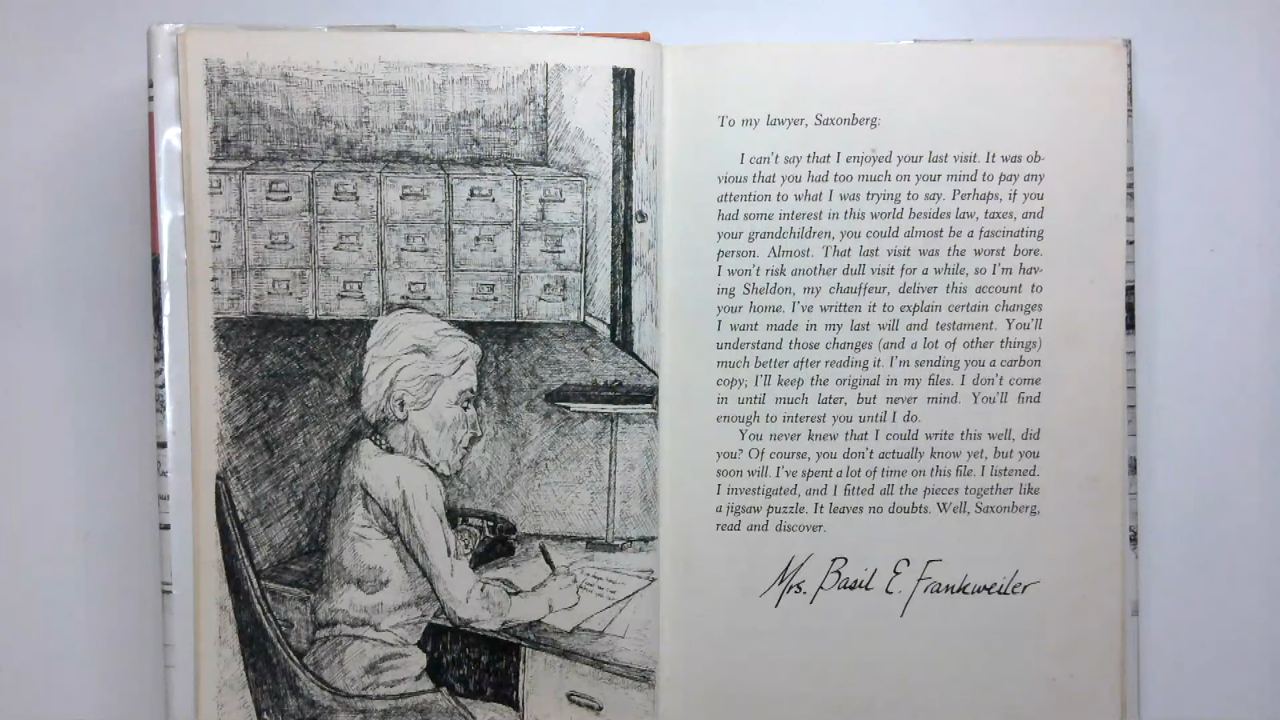 To my lawyer, Saxonberg:
I can't say that I enjoyed your last visit. It was ob-
vious that you had too much on your mind to pay any
attention to what I was trying to say. Perhaps, if you
had some interest in this world besides law, taxes, and
your grandchildren, you could almost be a fascinating
person. Almost. That last visit was the worst bore.
I won't risk another dull visit for a while, so I'm hav-
ing Sheldon, my chauffeur, deliver this account to
your home. I've written it to explain certain changes
I want made in my last will and testament. You'll
understand those changes (and a lot of other things)
much better after reading it. I'm sending you a carbon
copy; I'll keep the original in my files. I don't come
in until much later, but never mind. You'll find
enough to interest you until I do.
You never knew that I could write this well, did
you? Of course, you don't actually know yet, but you
soon will. I've spent a lot of time on this file. I listened.
I investigated, and I fitted all the pieces together like
a jigsaw puzzle. It leaves no doubts. Well, Saxonberg,
read and discover.
Mrs. Basil E. Frankweiler